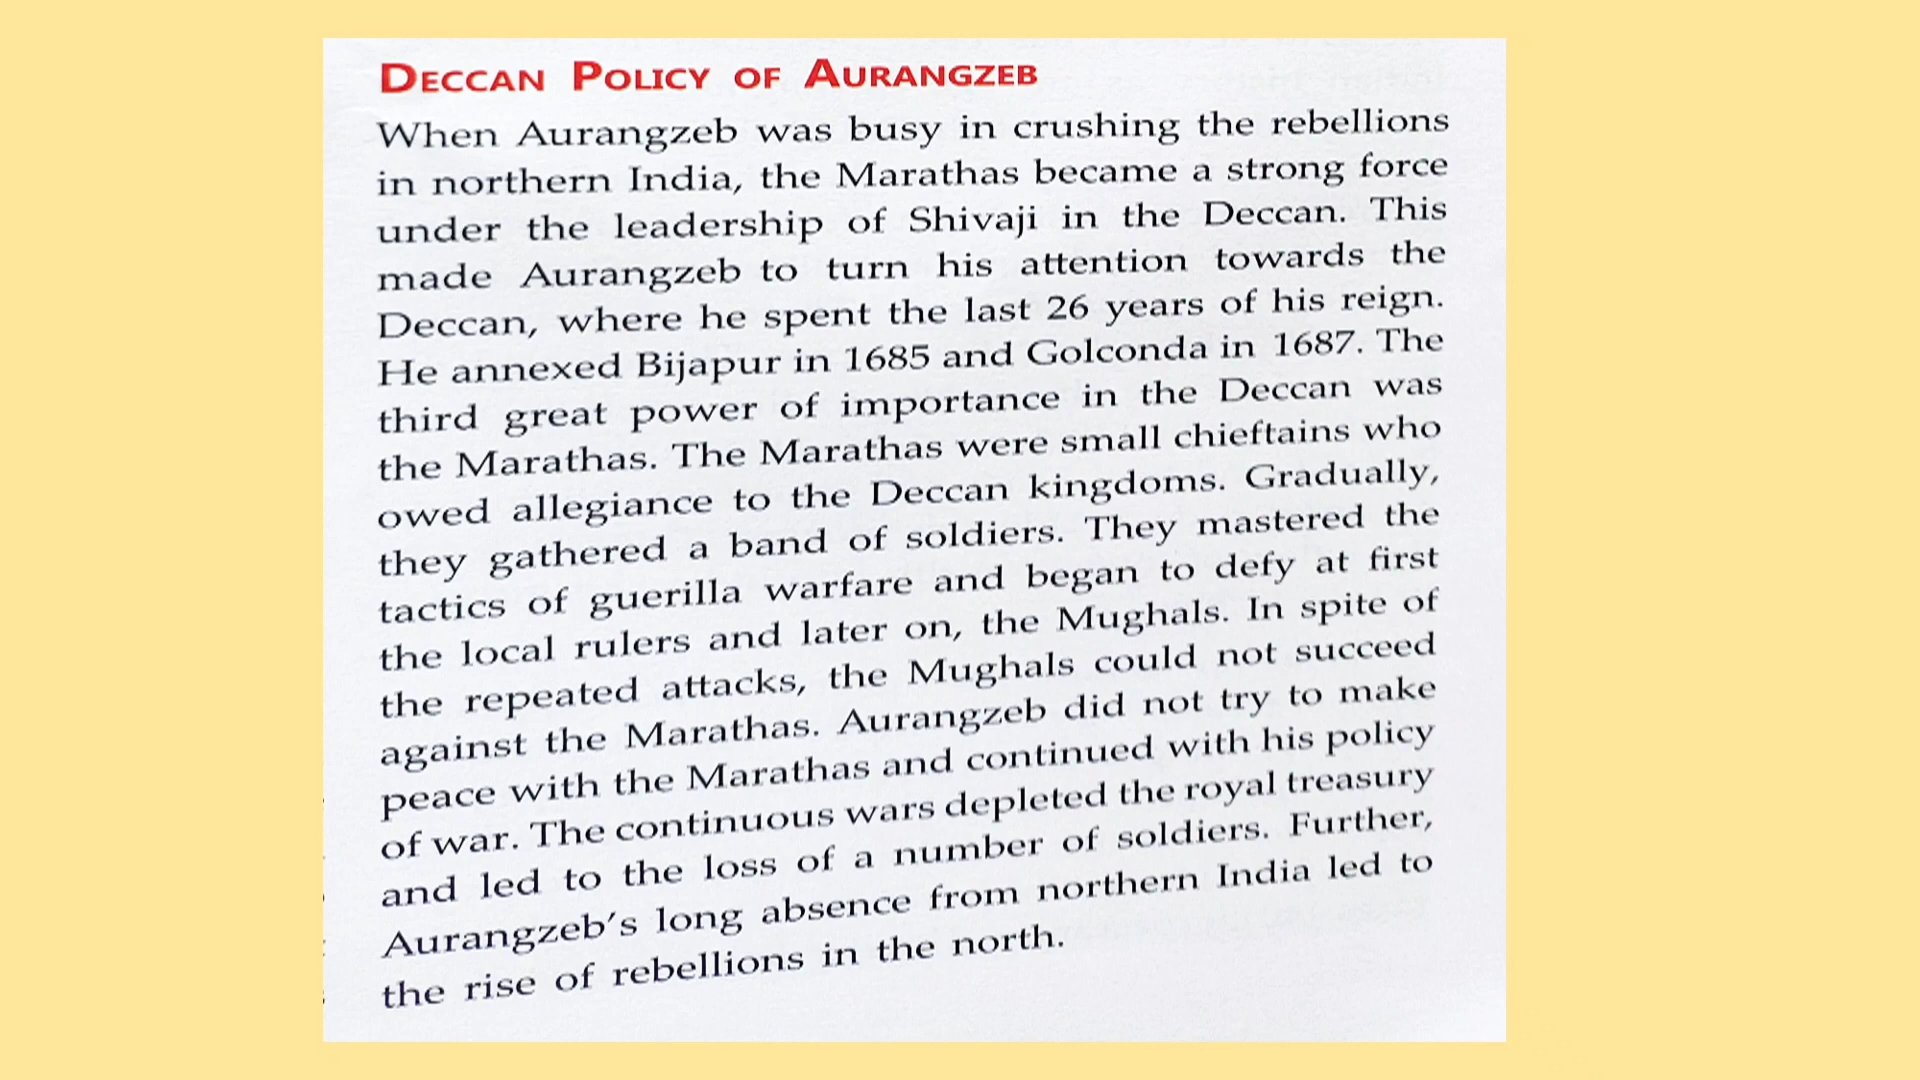 DECCAN POLICY OF AURANGZEB
When Aurangzeb was busy in crushing the rebellions
in northern India, the Marathas became a strong force
under the leadership of Shivaji in the Deccan. This
made Aurangzeb to turn his attention towards the
Deccan, where he spent the last 26 years of his reign.
He annexed Bijapur in 1685 and Golconda in 1687. The
third great power of importance in the Deccan was
the Marathas. The Marathas were small chieftains who
owed allegiance to the Deccan kingdoms. Gradually,
they gathered a band of soldiers. They mastered the
tactics of guerilla warfare and began to defy at first
the local rulers and later on, the Mughals. In spite of
the repeated attacks, the Mughals could not succeed
against the Marathas. Aurangzeb did not try to make
peace with the Marathas and continued with his policy
of war. The continuous wars depleted the royal treasury
and led to the loss of a number of soldiers. Further,
Aurangzeb's long absence from northern India led to
the rise of rebellions in the north.